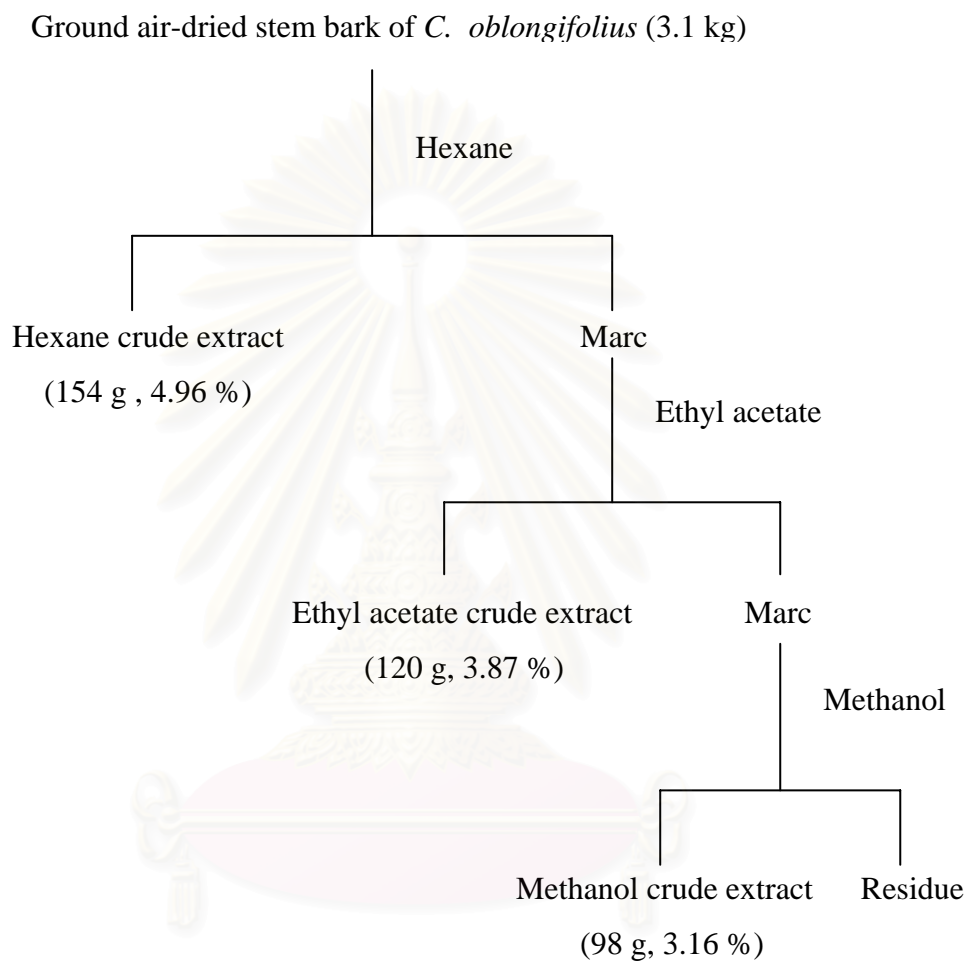 Ground air-dried stem bark of C. oblongifolius (3.1 kg)
Hexane
Hexane crude extract
(154 g , 4.96 %)
Marc
Ethyl acetate
Ethyl acetate crude extract
(120 g, 3.87 %)
Marc
Methanol
Methanol crude extract
(98 g, 3.16 %)
Residue